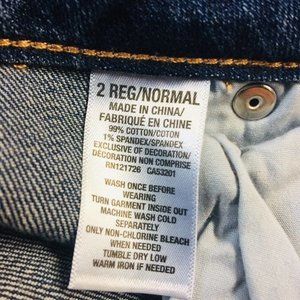 2 REG/NORMAL
MADE IN CHINA/
FABRIQUÉ EN CHINE
99% COTTON/COTON
1% SPANDEX/SPANDEX
EXCLUSIVE OF DECORATION/
DÉCORATION NON COMPRISE
RN121726 CA53201
WASH ONCE BEFORE
WEARING
TURN GARMENT INSIDE OUT
MACHINE WASH COLD
SEPARATELY
ONLY NON-CHLORINE BLEACH
WHEN NEEDED
TUMBLE DRY LOW
WARM IRON IF NEEDED